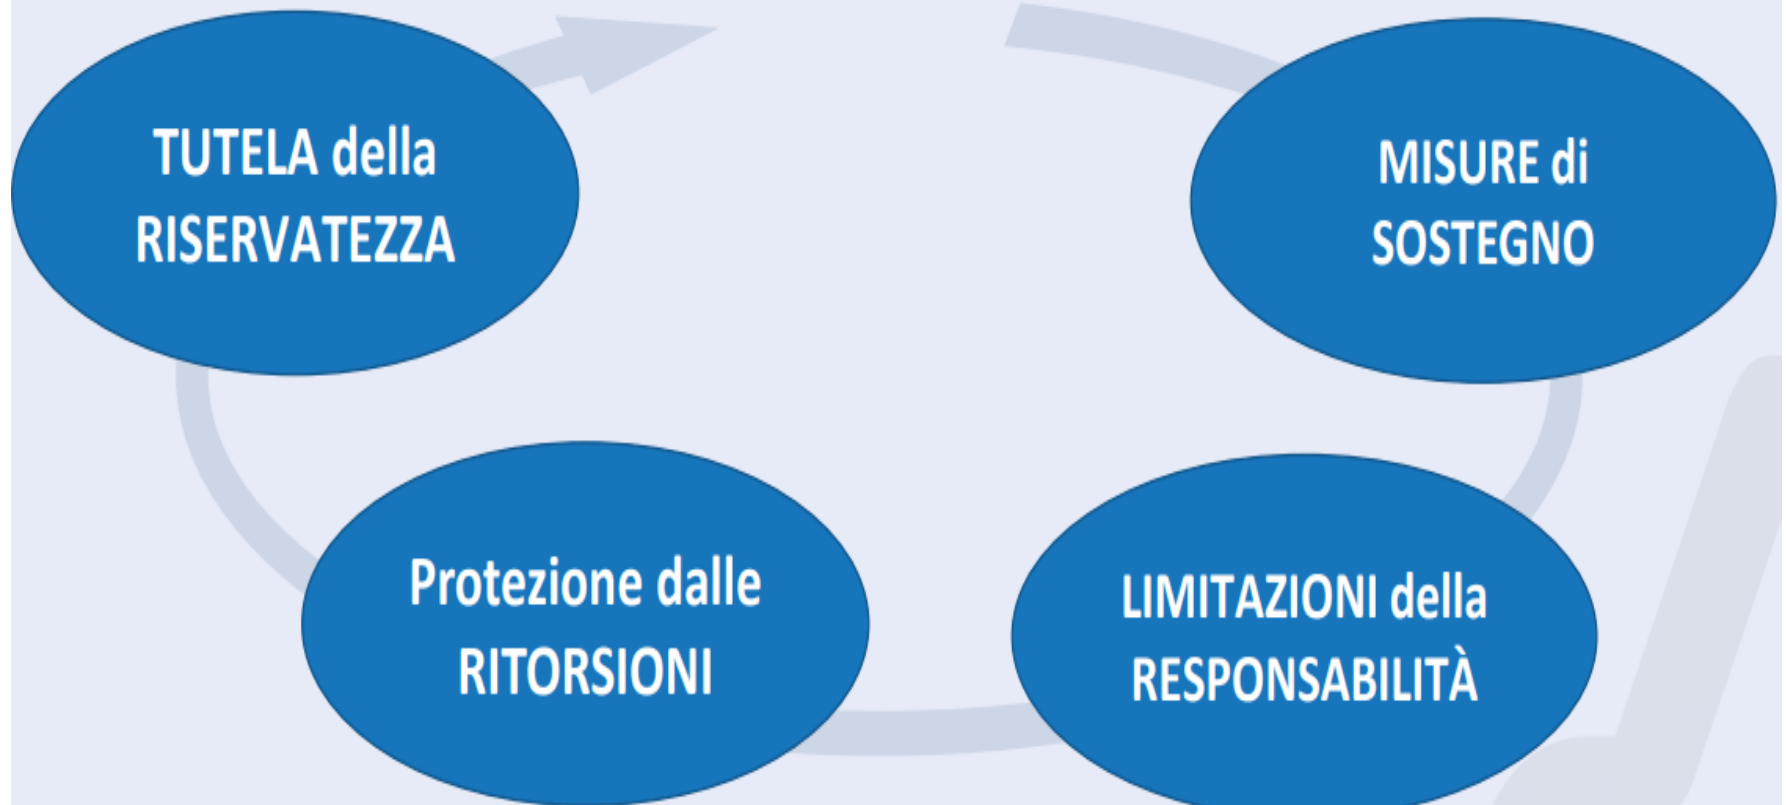 TUTELA della
RISERVATEZZA
MISURE di
SOSTEGNO
Protezione dalle
RITORSIONI
LIMITAZIONI della
RESPONSABILITÀ